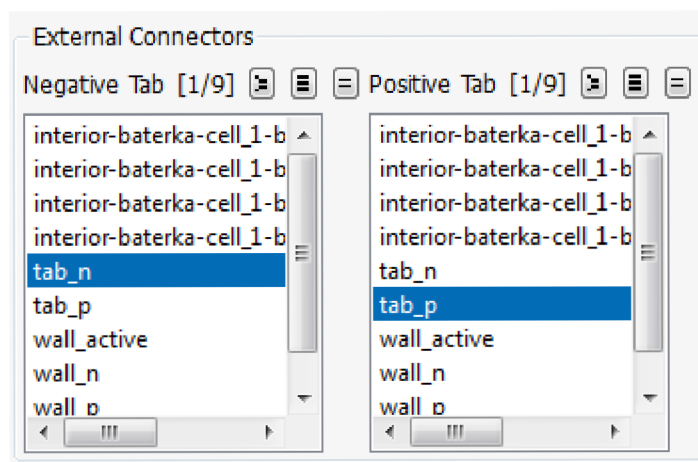 External Connectors
Negative Tab [1/9]
interior-baterka-cell_1-b
interior-baterka-cell_1-b
interior-baterka-cell_1-b
interior-baterka-cell_1-b
tab_n
tab_p
wall_active
wall_n
wall_p
Positive Tab [1/9]
interior-baterka-cell_1-b
interior-baterka-cell_1-b
interior-baterka-cell_1-b
interior-baterka-cell_1-b
tab_n
tab_p
wall_active
wall_n
wall_p